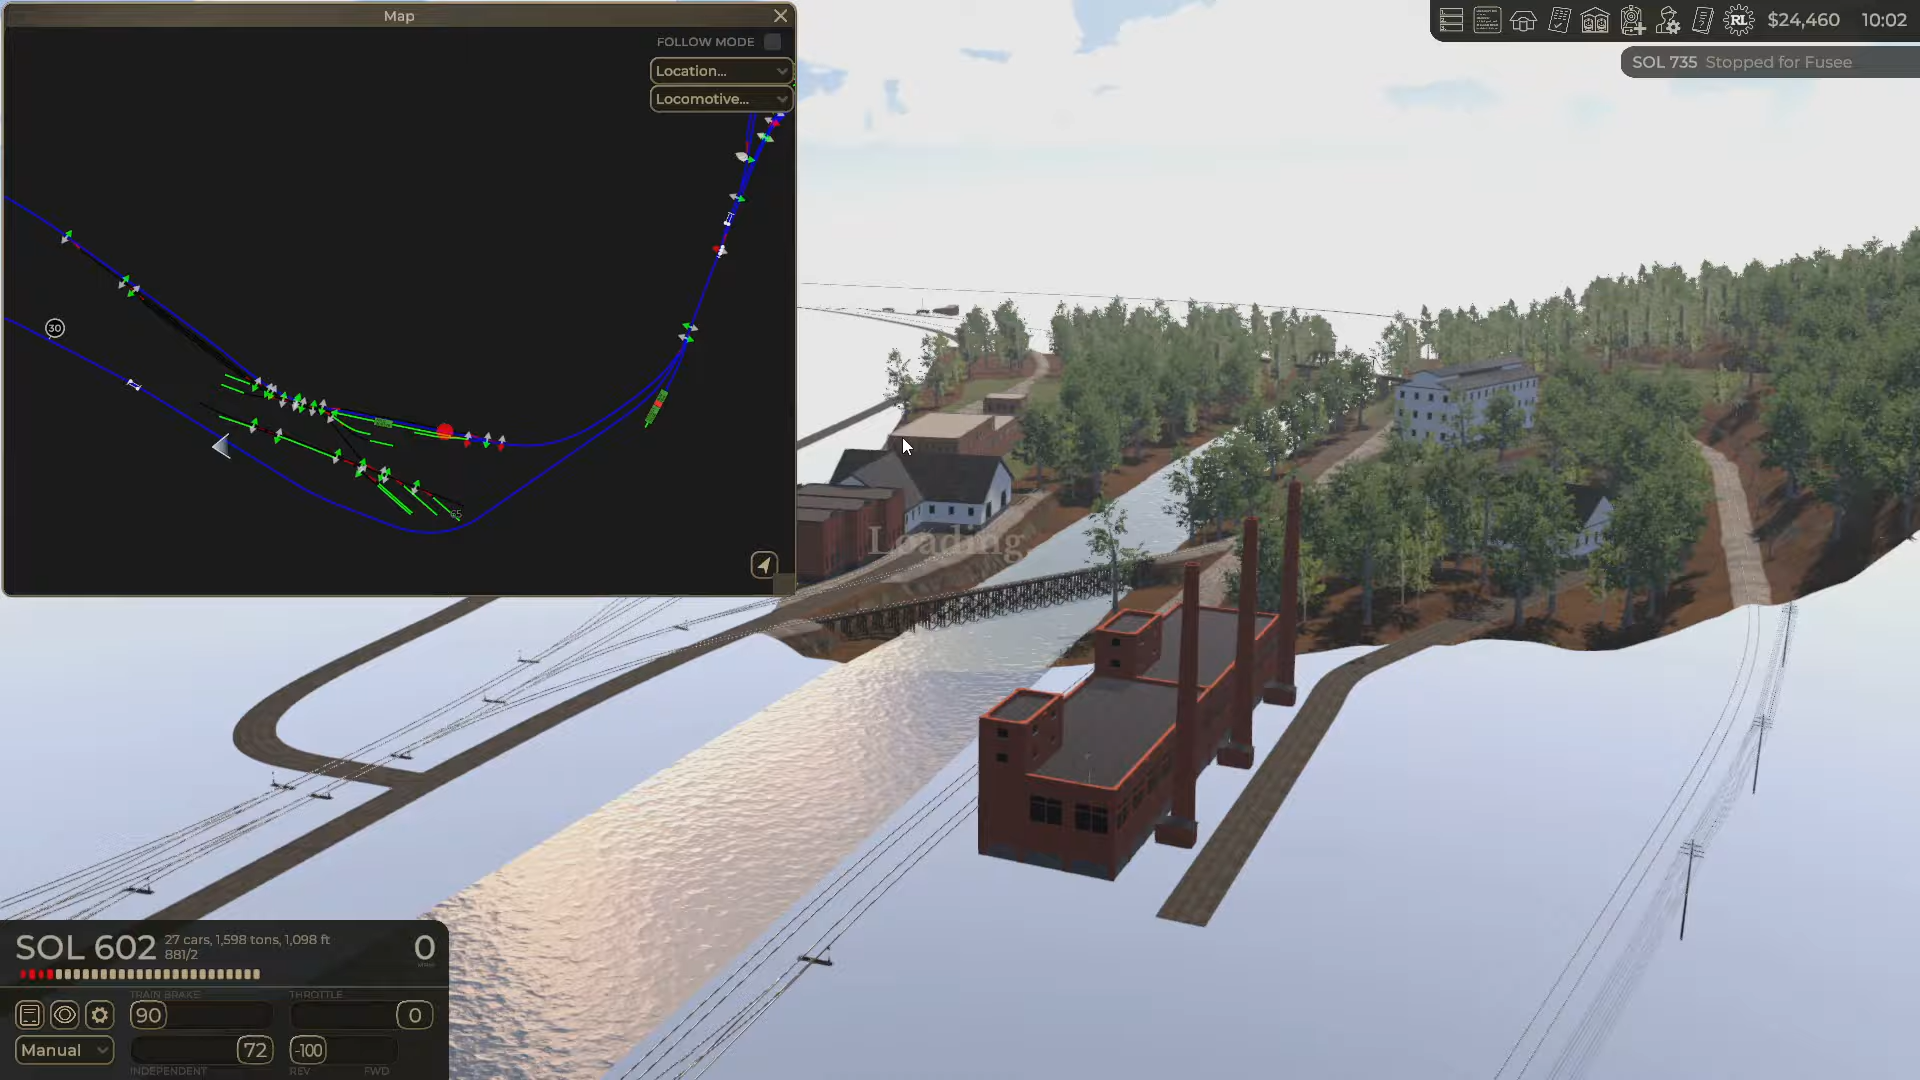 Map
FOLLOW MODE
Location...
Locomotive...
30
65
RL
$24,460
10:02
SOL 735 Stopped for Fusee
Loading
SOL 602
27 cars, 1,598 tons, 1,098 ft
881/2
0
TRAIN BRAKE
THROTTLE
90
0
Manual
72
-100
INDEPENDENT
REV
FWD